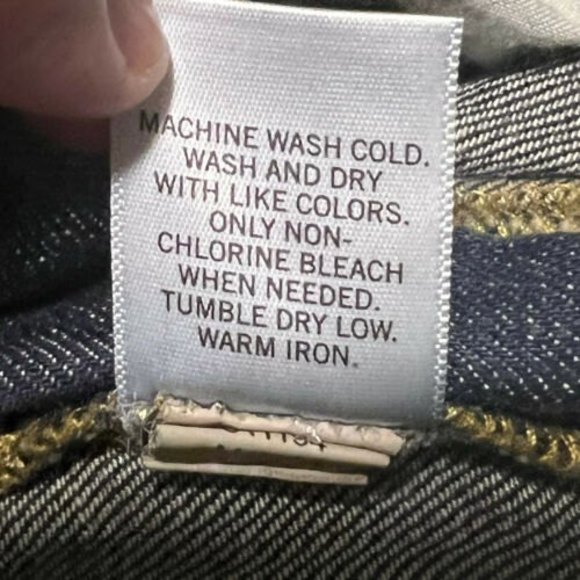 MACHINE WASH COLD.
WASH AND DRY
WITH LIKE COLORS.
ONLY NON-
CHLORINE BLEACH
WHEN NEEDED.
TUMBLE DRY LOW.
WARM IRON.